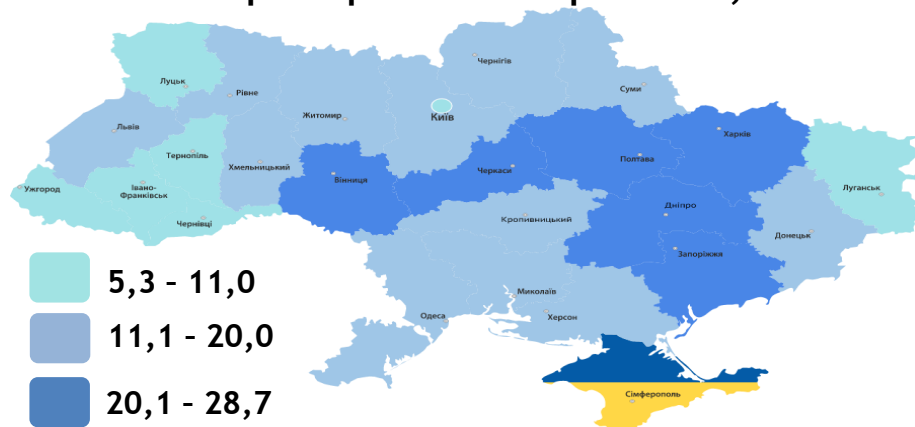 Луцьк
Рівне
Житомир
Київ
Чернігів
Суми
Львів
Тернопіль
Хмельницький
Вінниця
Черкаси
Полтава
Харків
Ужгород
Івано-
Франківськ
Чернівці
Луганськ
Кропивницький
Дніпро
Запоріжжя
Донецьк
Миколаїв
Одеса
Херсон
Сімферополь
5,3 – 11,0
11,1 – 20,0
20,1 – 28,7